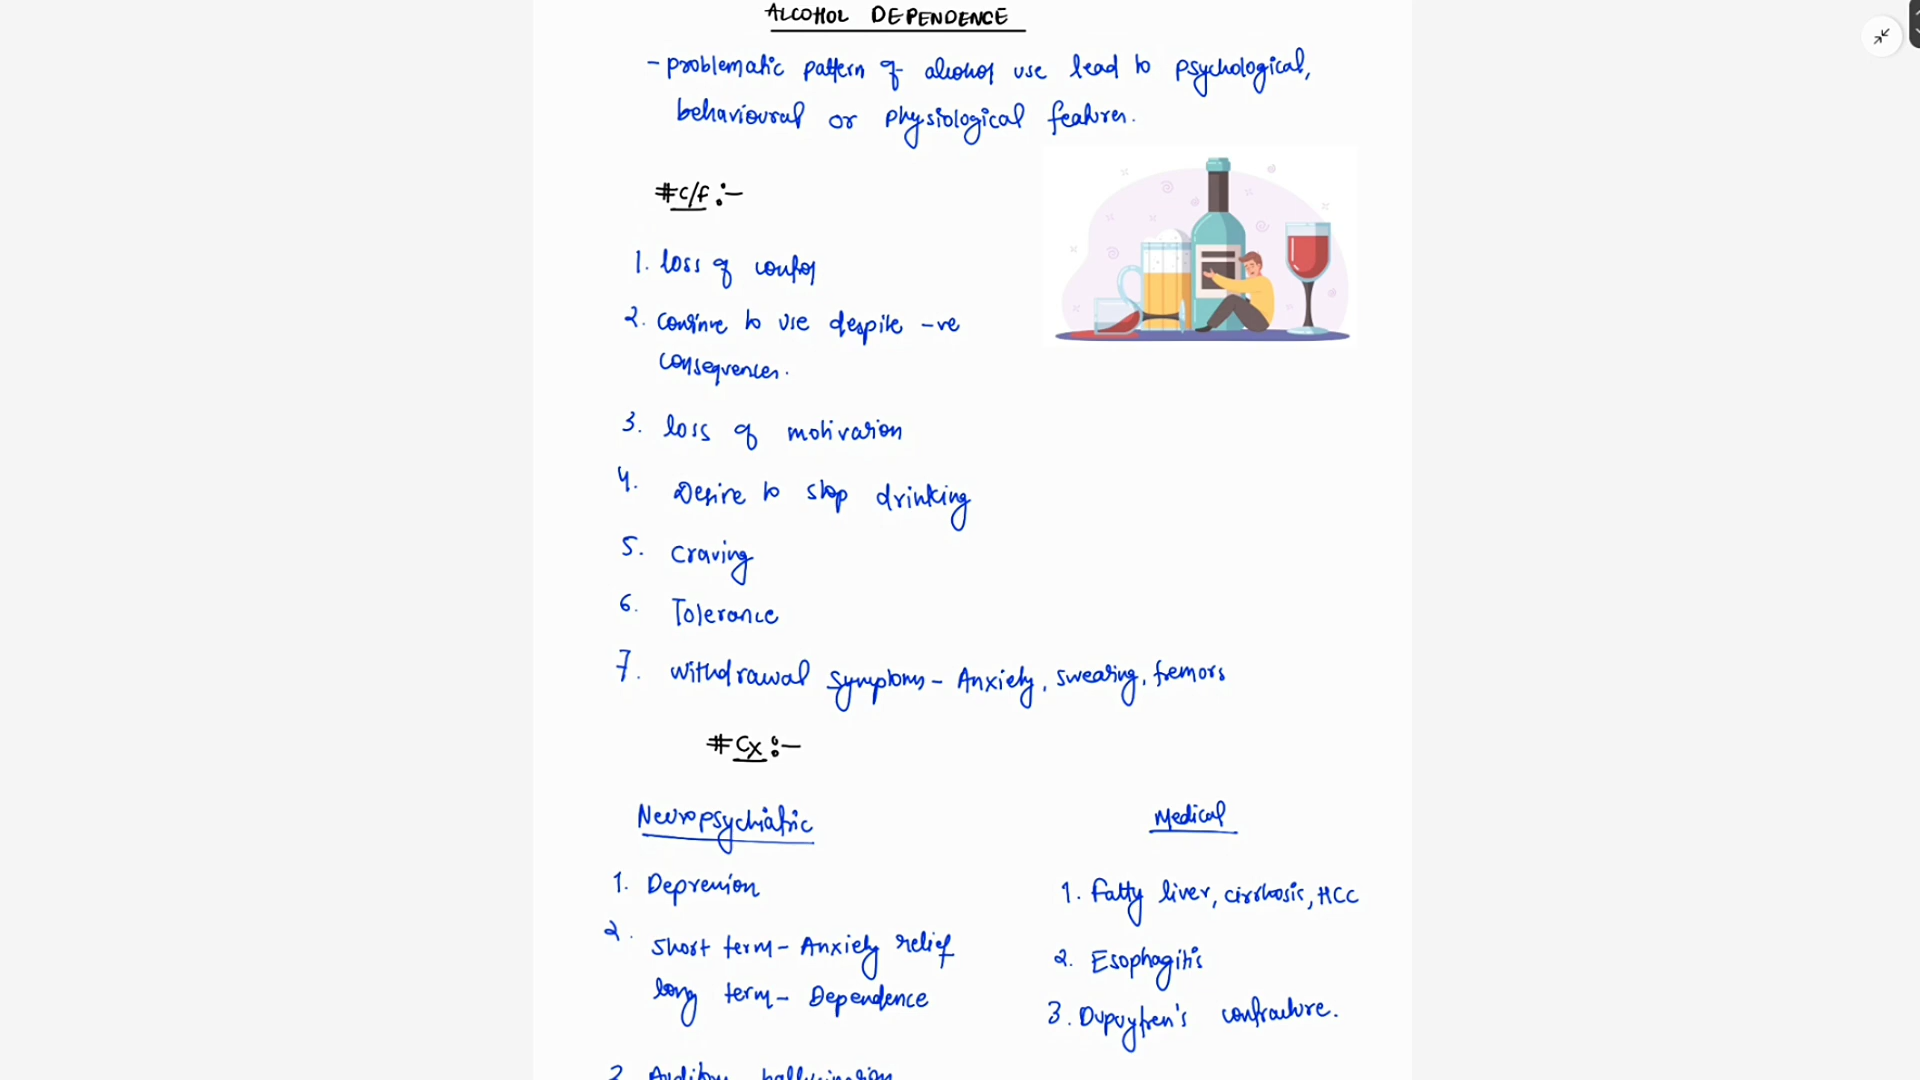 ALCOHOL DEPENDENCE
- problematic pattern of alcohol use lead to psychological,
behavioural or physiological features.
#C/f :-
1. loss of control
2. continue to use despite -ve
consequences.
3. loss of motivation
4. Desire to stop drinking
5. craving
6. Tolerance
7. withdrawal symptoms - Anxiety, sweating, tremors
#Cx :-
Neuropsychiatric
1. Depression
2. Short term - Anxiety relief
long term - Dependence
3. Auditory hallucination
Medical
1. Fatty liver, cirrhosis, HCC
2. Esophagitis
3. Dupuytren's contracture.